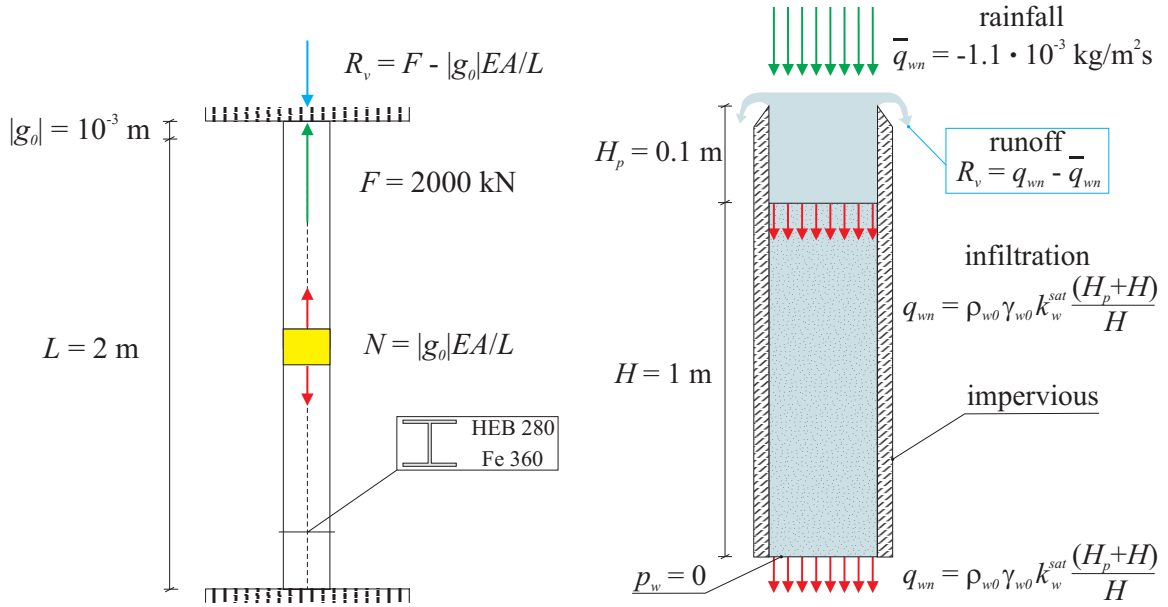 R_v = F - |g_0|EA/L
|g_0| = 10^-3 m
F = 2000 kN
L = 2 m
N = |g_0|EA/L
HEB 280
Fe 360
rainfall
q̅_wn = -1.1 · 10^-3 kg/m²s
H_p = 0.1 m
runoff
R_v = q_wn - q̅_wn
infiltration
q_wn = ρ_w0 γ_w0 k_w^sat (H_p+H)/H
H = 1 m
impervious
p_w = 0
q_wn = ρ_w0 γ_w0 k_w^sat (H_p+H)/H